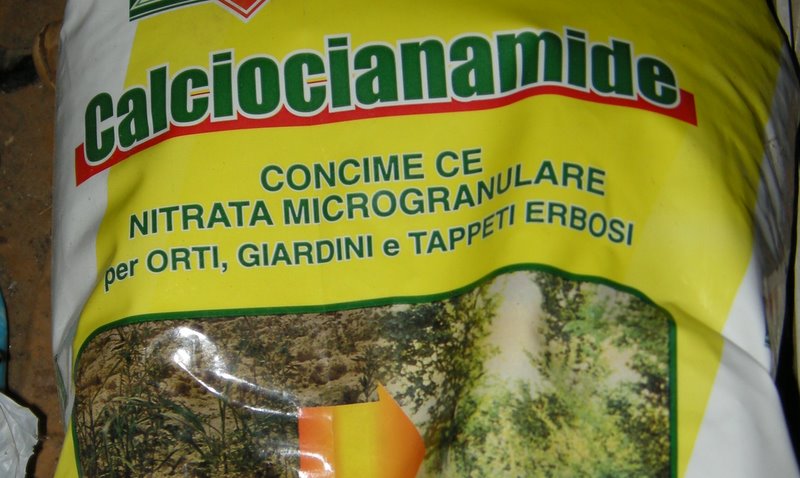 Calciocianamide
CONCIME CE
NITRATA MICROGRANULARE
per ORTI, GIARDINI e TAPPETI ERBOSI